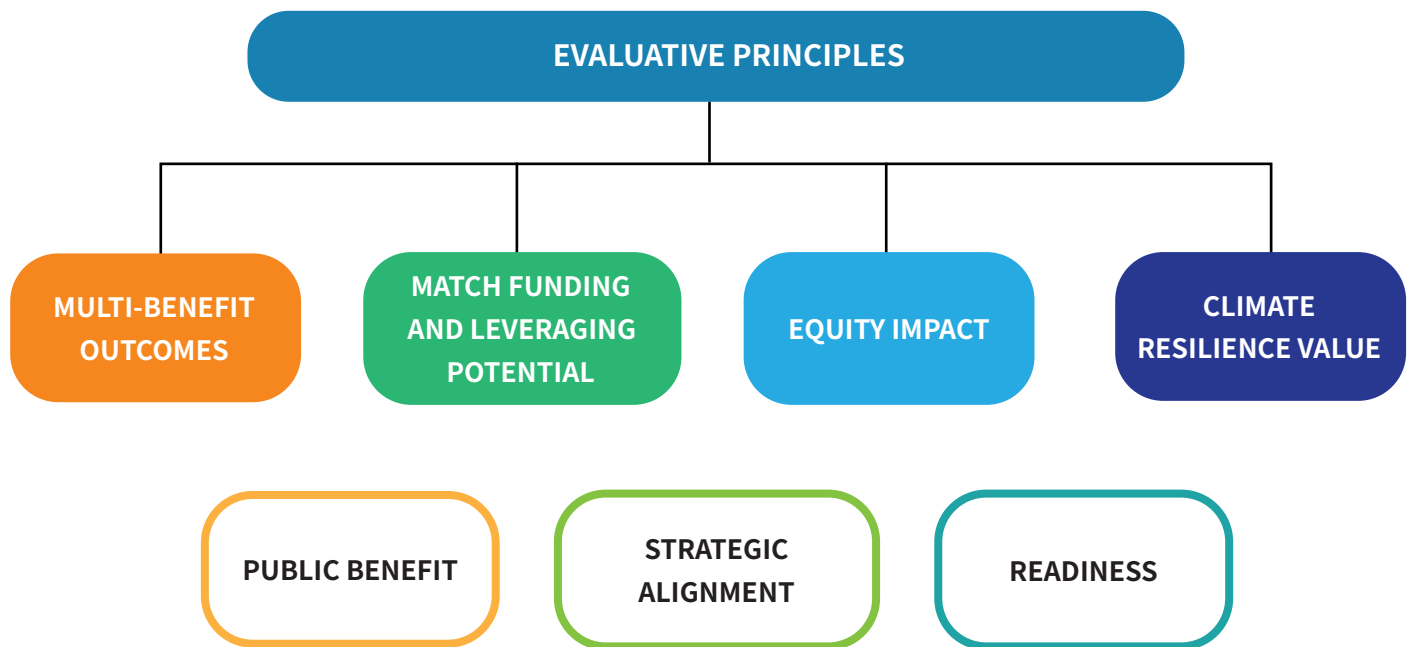 EVALUATIVE PRINCIPLES
MULTI-BENEFIT
OUTCOMES
MATCH FUNDING
AND LEVERAGING
POTENTIAL
EQUITY IMPACT
CLIMATE
RESILIENCE VALUE
PUBLIC BENEFIT
STRATEGIC
ALIGNMENT
READINESS